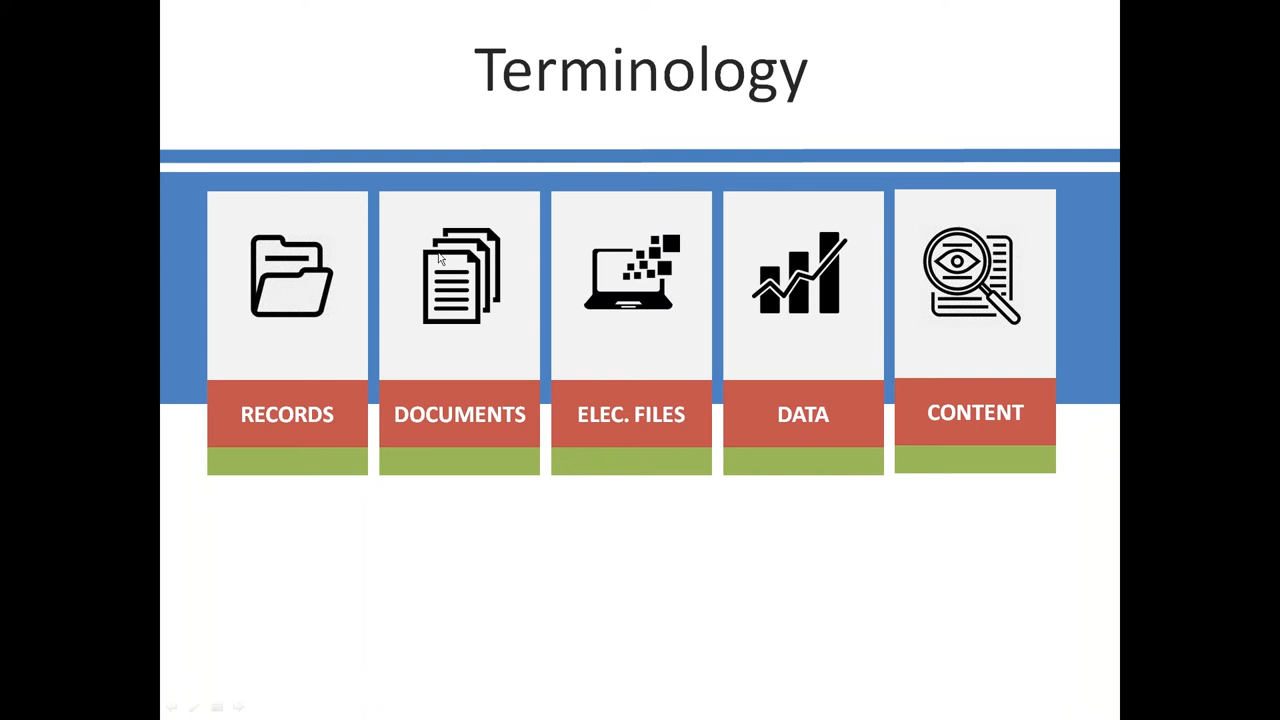 Terminology
RECORDS
DOCUMENTS
ELEC. FILES
DATA
CONTENT